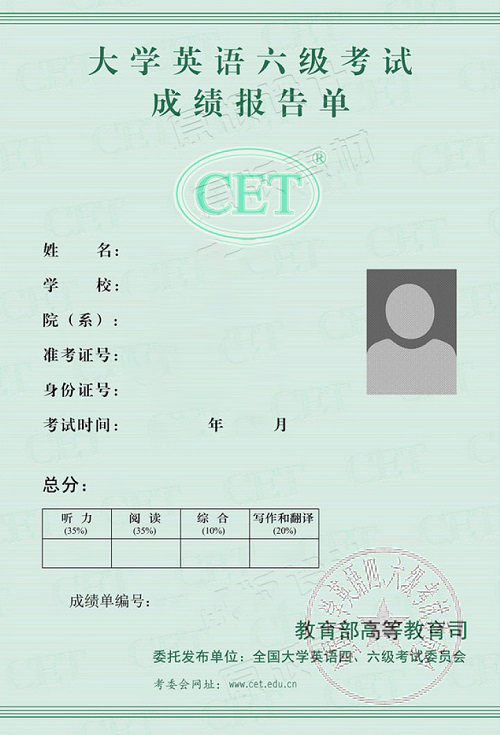 大学英语六级考试
成绩报告单
CET®
姓 名:
学 校:
院(系):
准考证号:
身份证号:
考试时间: 年 月
总分:
听 力 阅 读 综 合 写作和翻译
(35%) (35%) (10%) (20%)
成绩单编号:
教育部高等教育司
委托发布单位:全国大学英语四、六级考试委员会
考委会网址:www.cet.edu.cn